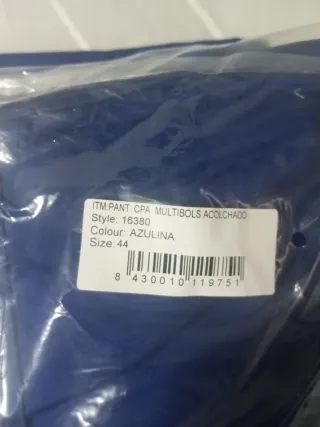 ITM:PANT CPA MULTIBOLS ACOLCHADO
Style: 16380
Colour: AZULINA
Size: 44
8 430010 119751